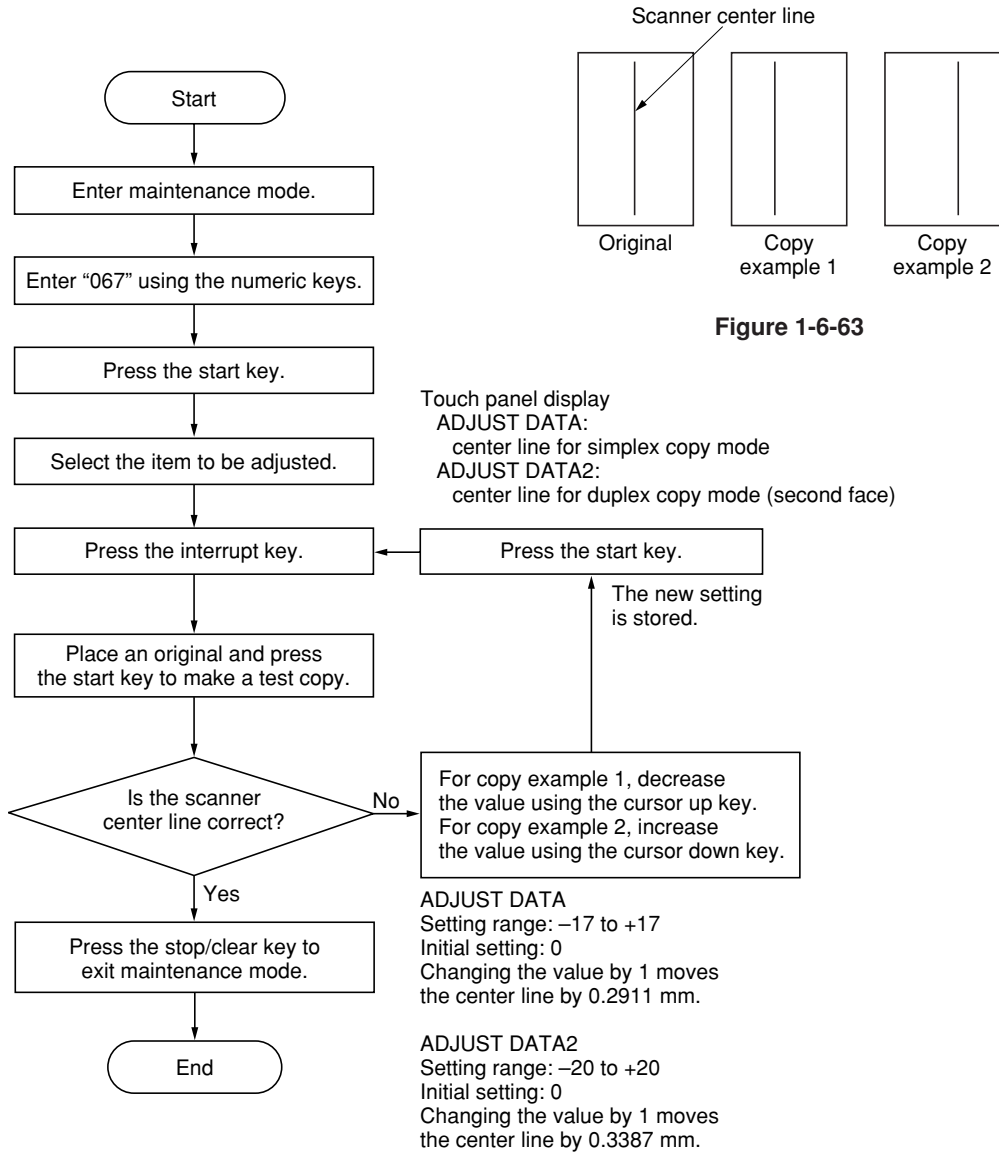 Scanner center line
Original
Copy
example 1
Copy
example 2
Figure 1-6-63
Start
Enter maintenance mode.
Enter “067” using the numeric keys.
Press the start key.
Select the item to be adjusted.
Touch panel display
ADJUST DATA:
center line for simplex copy mode
ADJUST DATA2:
center line for duplex copy mode (second face)
Press the interrupt key.
Press the start key.
The new setting
is stored.
Place an original and press
the start key to make a test copy.
Is the scanner
center line correct?
No
For copy example 1, decrease
the value using the cursor up key.
For copy example 2, increase
the value using the cursor down key.
Yes
Press the stop/clear key to
exit maintenance mode.
End
ADJUST DATA
Setting range: –17 to +17
Initial setting: 0
Changing the value by 1 moves
the center line by 0.2911 mm.
ADJUST DATA2
Setting range: –20 to +20
Initial setting: 0
Changing the value by 1 moves
the center line by 0.3387 mm.